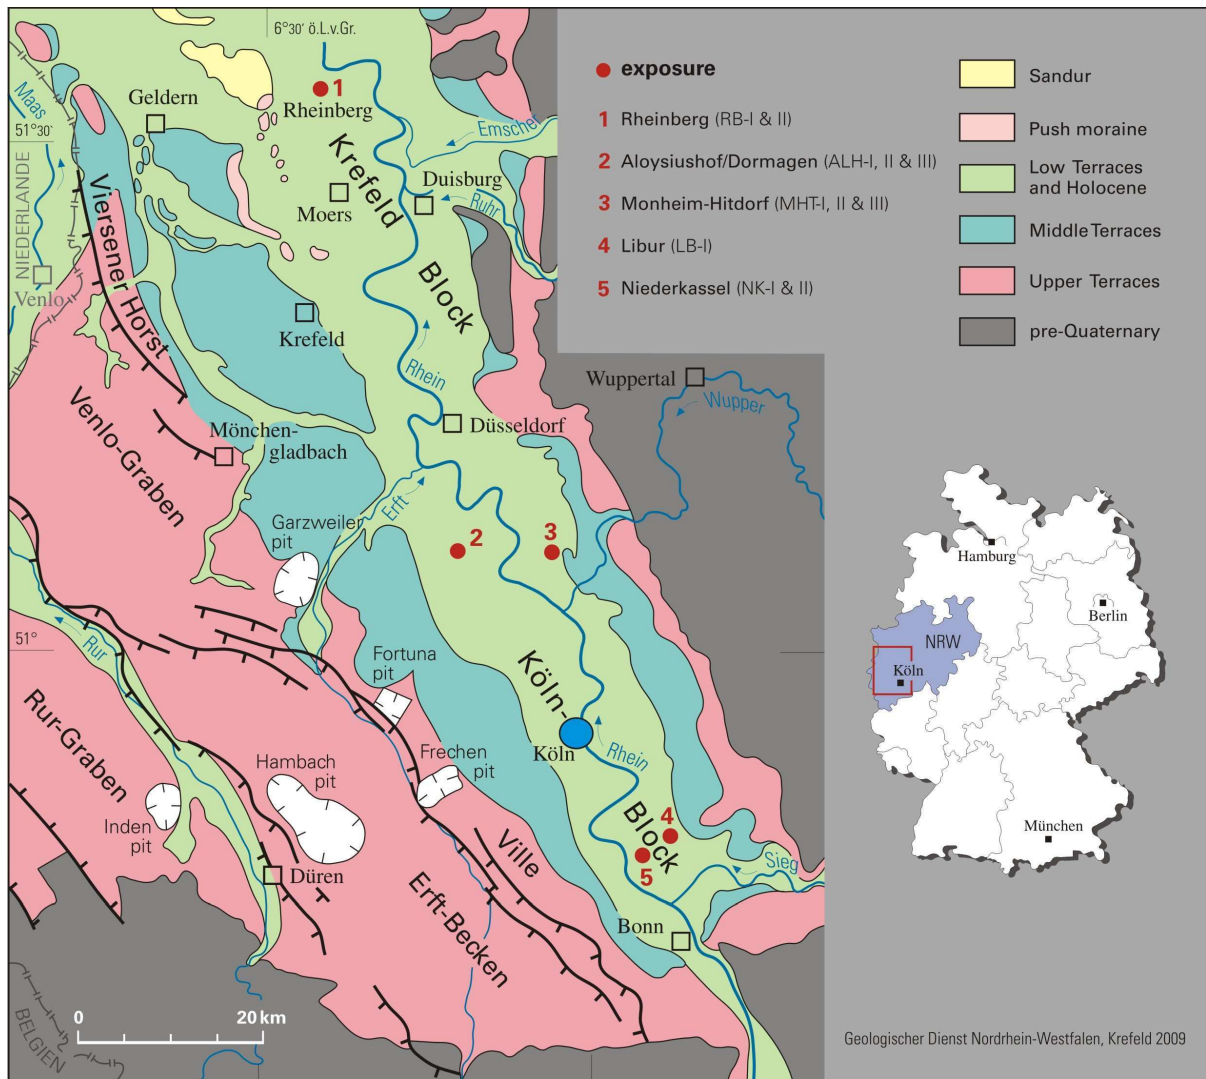 6°30' ö.L.v.Gr.
Maas
51°30'
NIEDERLANDE
Venlo
Geldern
1
Rheinberg
Emscher
Krefeld
Moers
Duisburg
Ruhr
Block
Viersener Horst
Krefeld
Rhein
Venlo-Graben
Mönchen-
gladbach
Düsseldorf
Wuppertal
Wupper
Erft
Garzweiler
pit
2
3
51°
Rur
Fortuna
pit
Köln-
Rur-Graben
Hambach
pit
Frechen
pit
Köln
Rhein
Inden
pit
Düren
Ville
Block
4
5
Sieg
Erft-Becken
Bonn
0
20 km
BELGIEN
exposure
1 Rheinberg (RB-I & II)
2 Aloysiushof/Dormagen (ALH-I, II & III)
3 Monheim-Hitdorf (MHT-I, II & III)
4 Libur (LB-I)
5 Niederkassel (NK-I & II)
Sandur
Push moraine
Low Terraces
and Holocene
Middle Terraces
Upper Terraces
pre-Quaternary
Hamburg
Berlin
NRW
Köln
München
Geologischer Dienst Nordrhein-Westfalen, Krefeld 2009